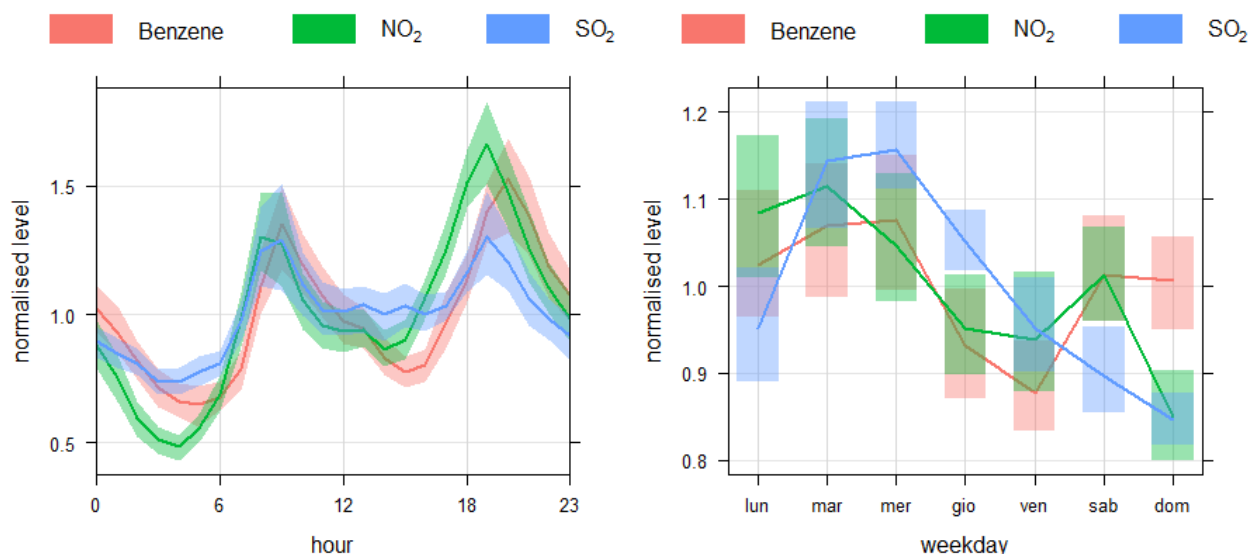 Benzene NO₂ SO₂
normalised level
1.5
1.0
0.5
0 6 12 18 23
hour
Benzene NO₂ SO₂
normalised level
1.2
1.1
1.0
0.9
0.8
lun mar mer gio ven sab dom
weekday